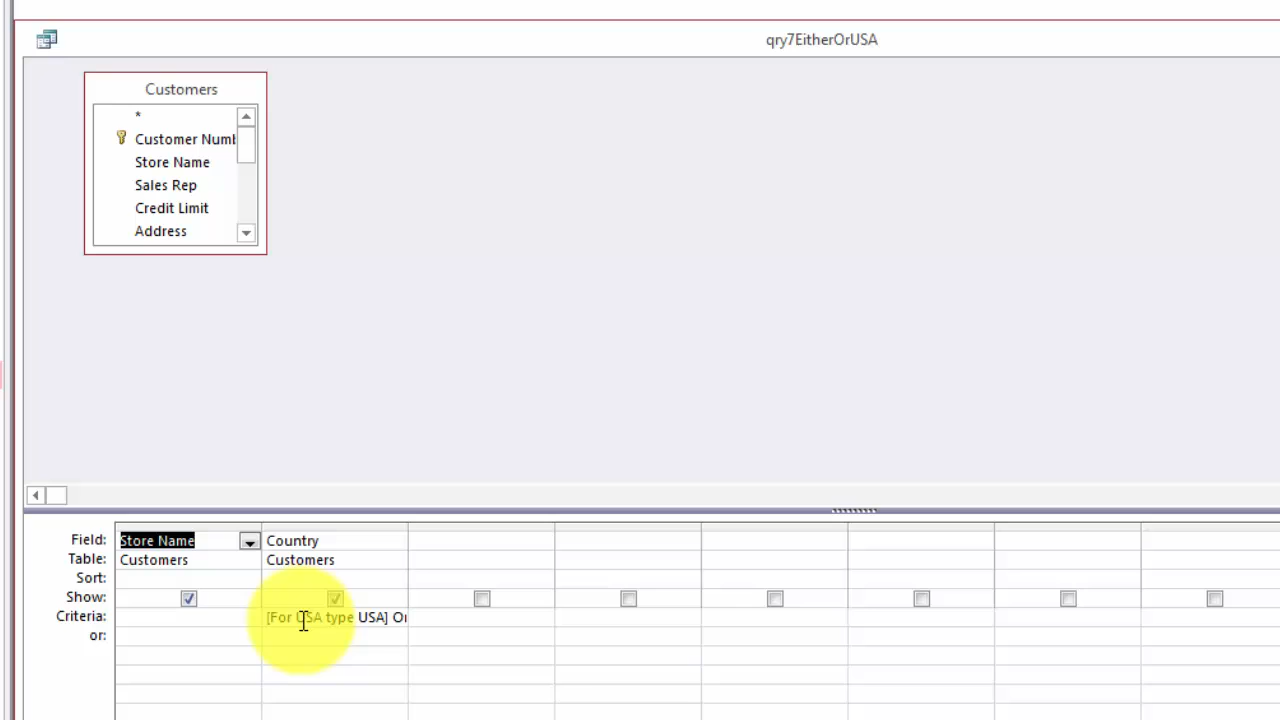 qry7EitherOrUSA
Customers
*
Customer Numb
Store Name
Sales Rep
Credit Limit
Address
Field: Store Name Country
Table: Customers Customers
Sort:
Show:
Criteria: [For USA type USA] Or
or: